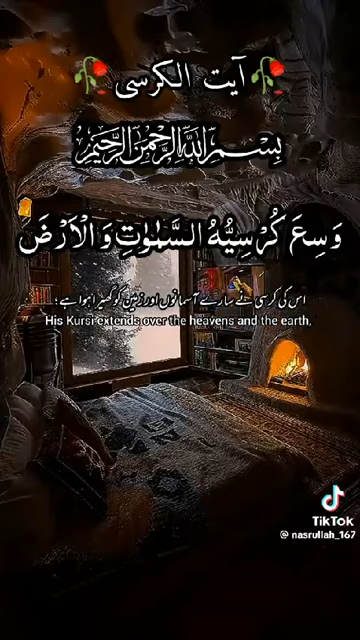 🥀آیت الکرسی🥀
بِسْمِ اللهِ الرَّحْمٰنِ الرَّحِيْمِ
وَسِعَ كُرْسِيُّهُ السَّمٰوٰتِ وَالْاَرْضَ
اس کی کرسی نے سارے آسمانوں اور زمین کو گھیرا ہوا ہے؛
His Kursi extends over the heavens and the earth,
TikTok
@ nasrullah_167